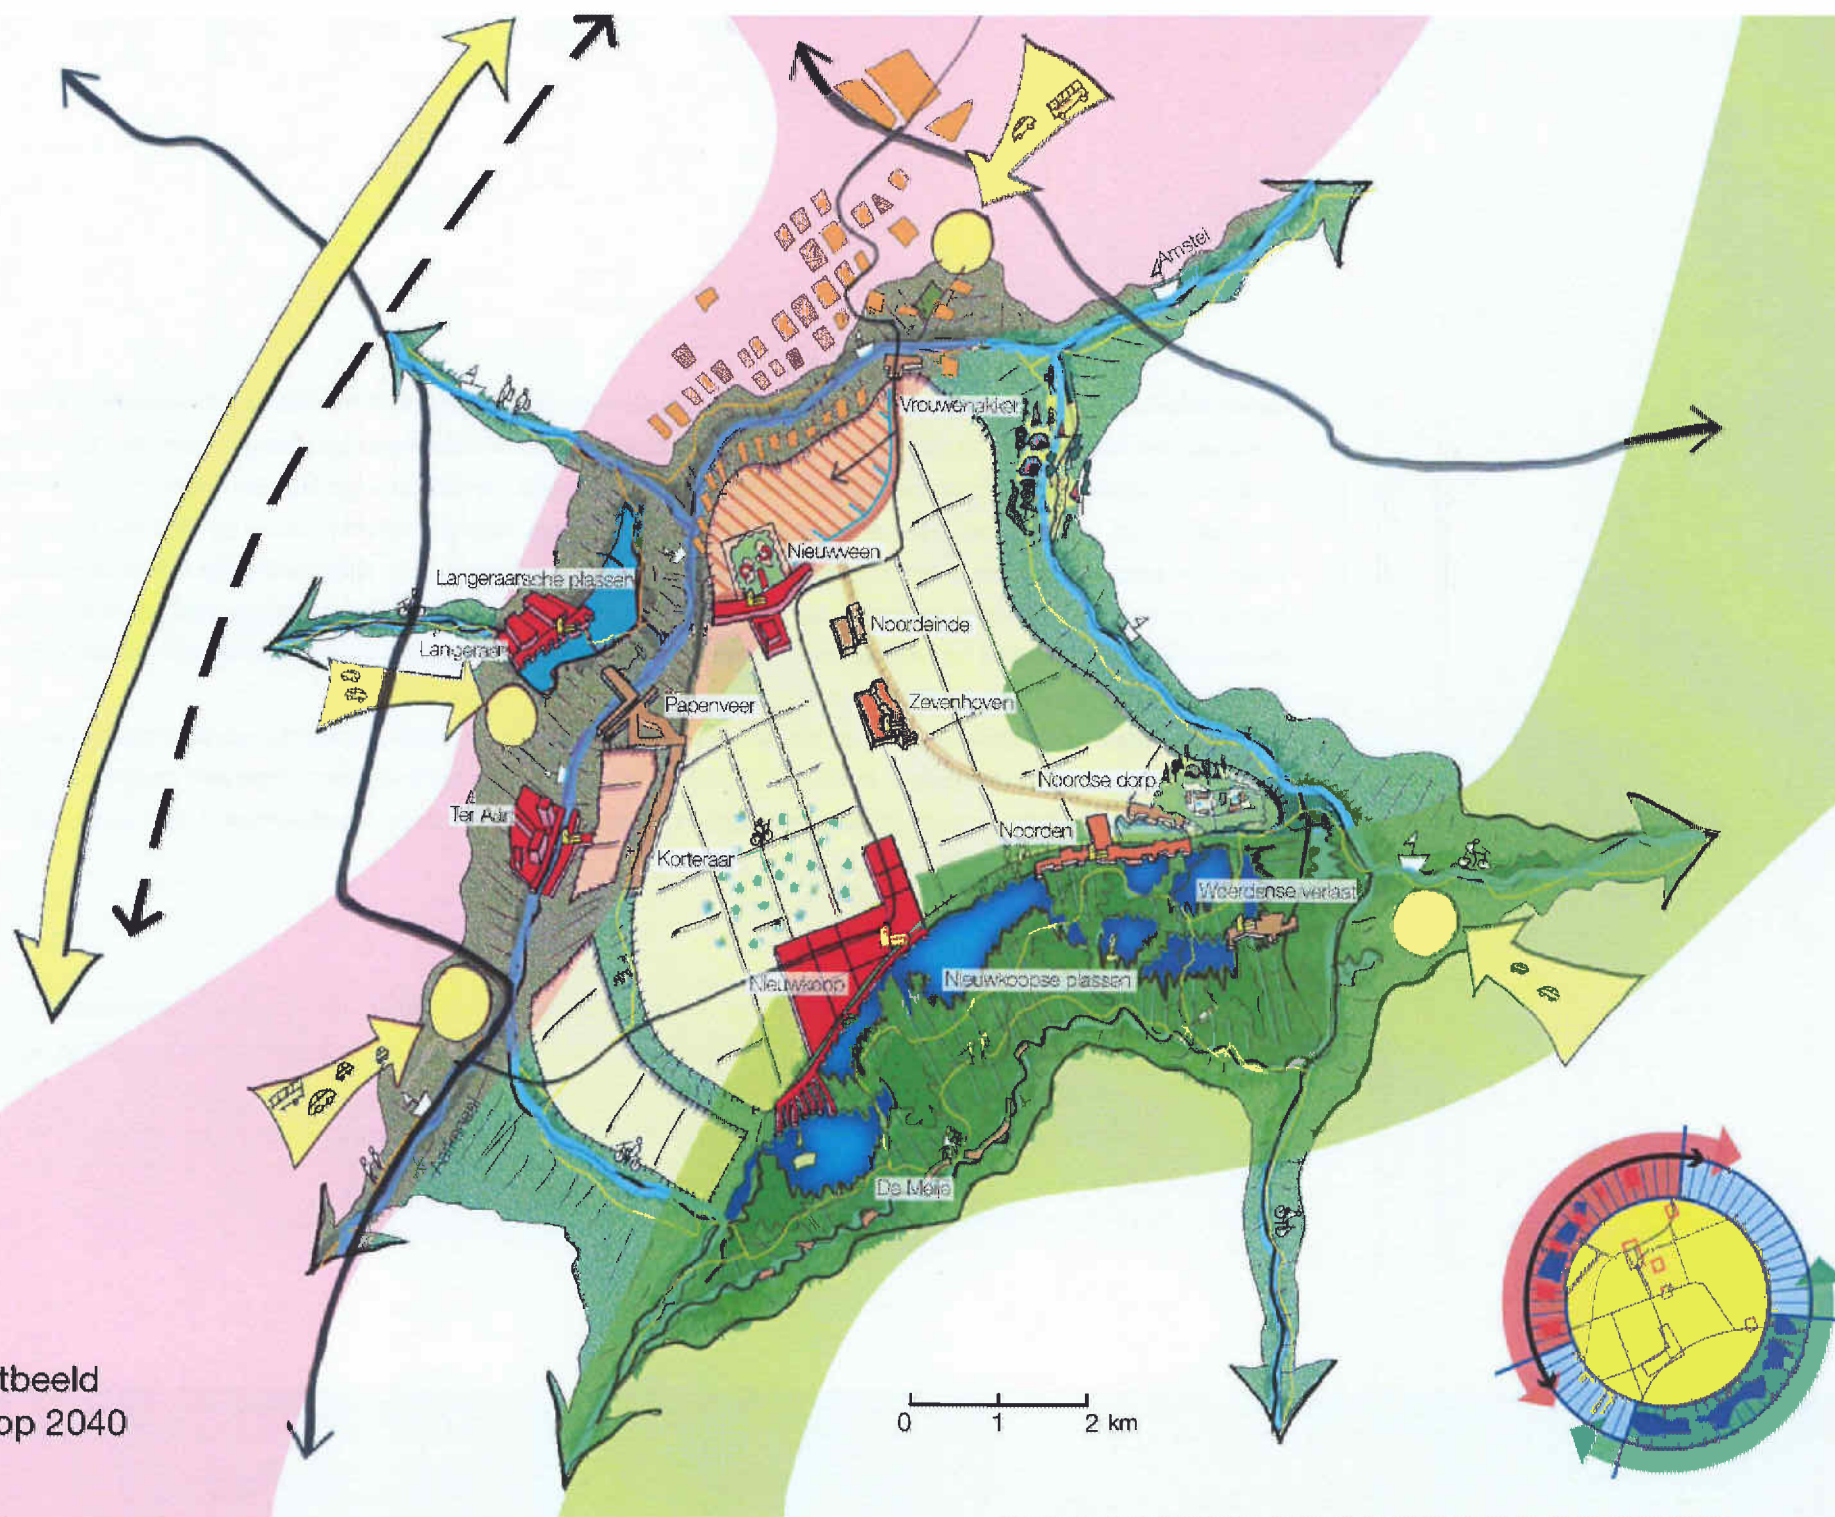 Amstel
Vrouwenakker
Nieuwveen
Langeraarsche plassen
Noordeinde
Langeraar
Papenveer
Zevenhoven
Noordse dorp
Ter Aar
Noorden
Korteraar
Woerdense verlaat
Nieuwkoop
Nieuwkoopse plassen
Aarkanaal
De Meije
tbeeld
op 2040
0 1 2 km